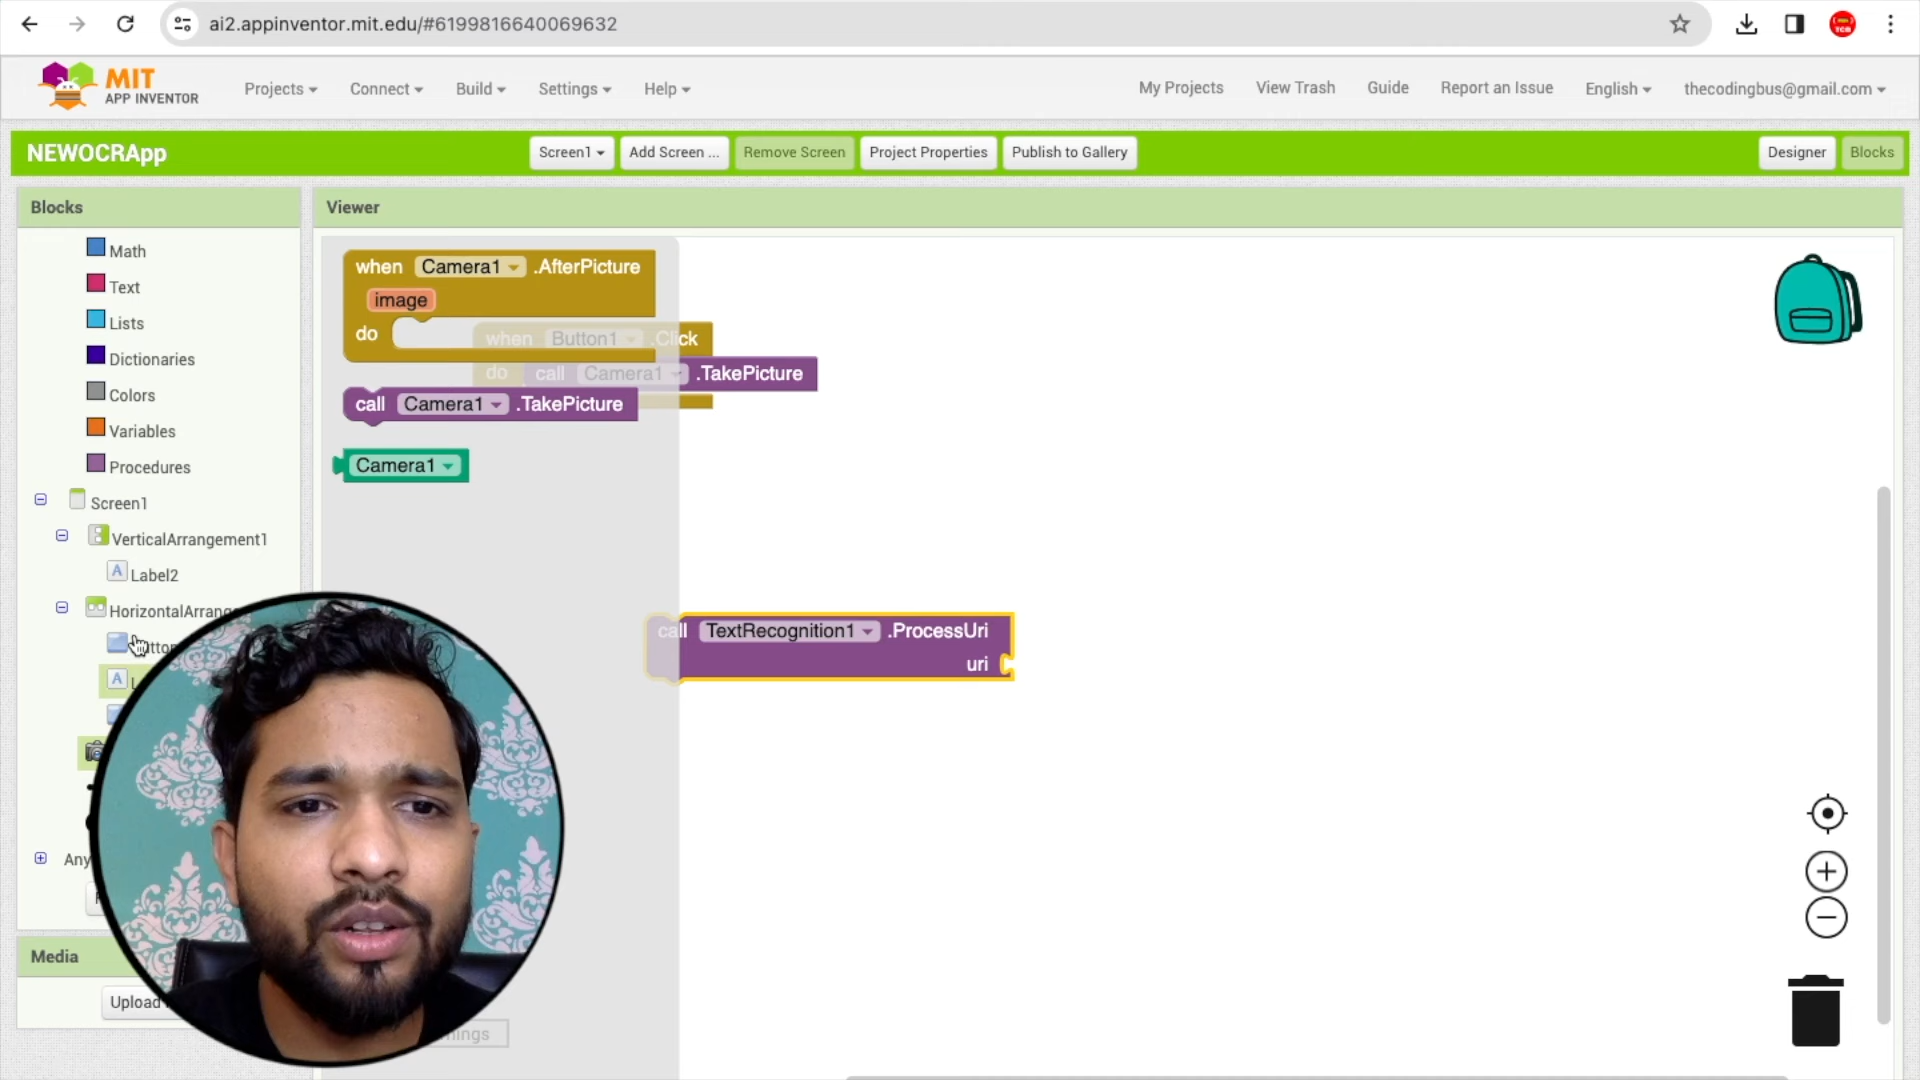 ai2.appinventor.mit.edu/#6199816640069632
TCB
MIT
APP INVENTOR
Projects
Connect
Build
Settings
Help
My Projects
View Trash
Guide
Report an Issue
English
thecodingbus@gmail.com
NEWOCRApp
Screen1
Add Screen ...
Remove Screen
Project Properties
Publish to Gallery
Designer
Blocks
Blocks
Viewer
Math
Text
Lists
Dictionaries
Colors
Variables
Procedures
Screen1
VerticalArrangement1
A Label2
HorizontalArrang
A
Any
Media
Upload
when Camera1 .AfterPicture
image
do
when Button1 .Click
do call Camera1 .TakePicture
call Camera1 .TakePicture
Camera1
call TextRecognition1 .ProcessUri
uri